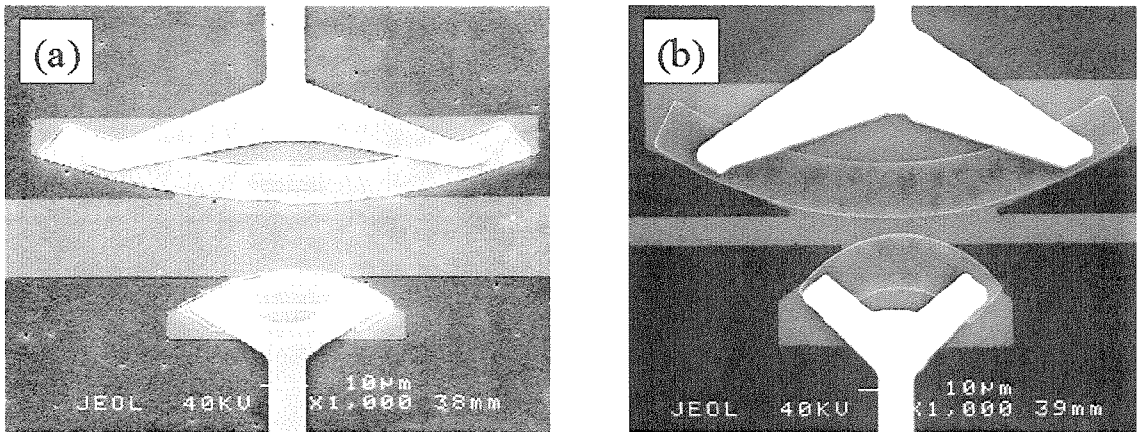 (a)
(b)
10μm
JEOL 40KV X1,000 38mm
10μm
JEOL 40KV X1,000 39mm